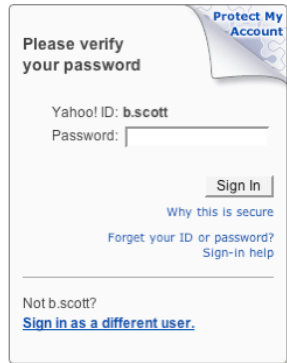 Protect My
Account
Please verify
your password
Yahoo! ID: b.scott
Password:
Sign In
Why this is secure
Forget your ID or password?
Sign-in help
Not b.scott?
Sign in as a different user.